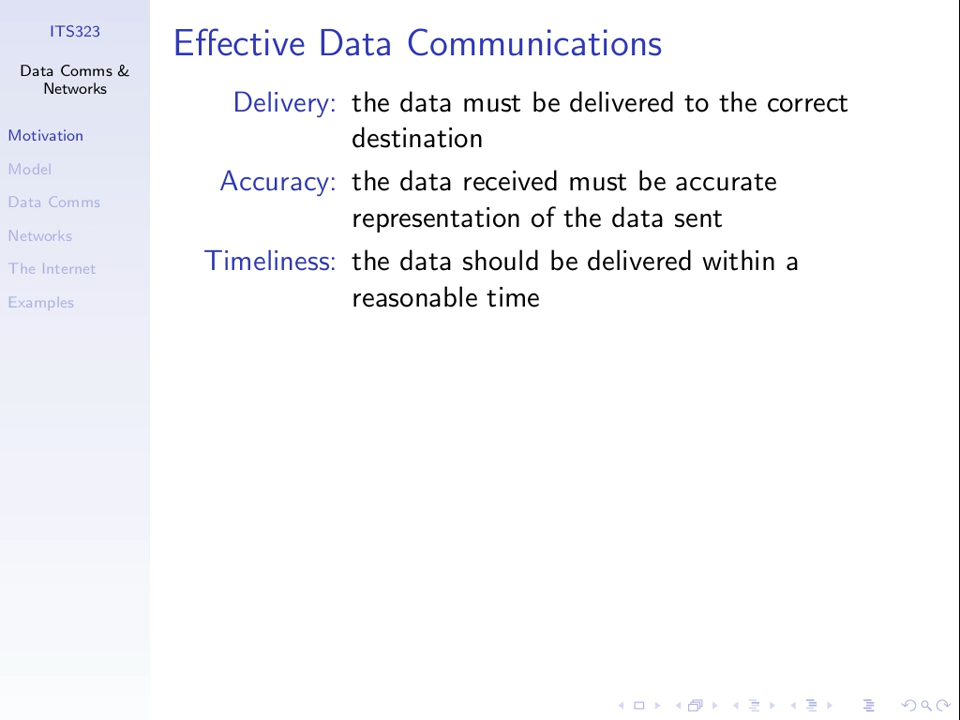 ITS323
Data Comms &
Networks
Motivation
Model
Data Comms
Networks
The Internet
Examples
Effective Data Communications
Delivery: the data must be delivered to the correct
destination
Accuracy: the data received must be accurate
representation of the data sent
Timeliness: the data should be delivered within a
reasonable time